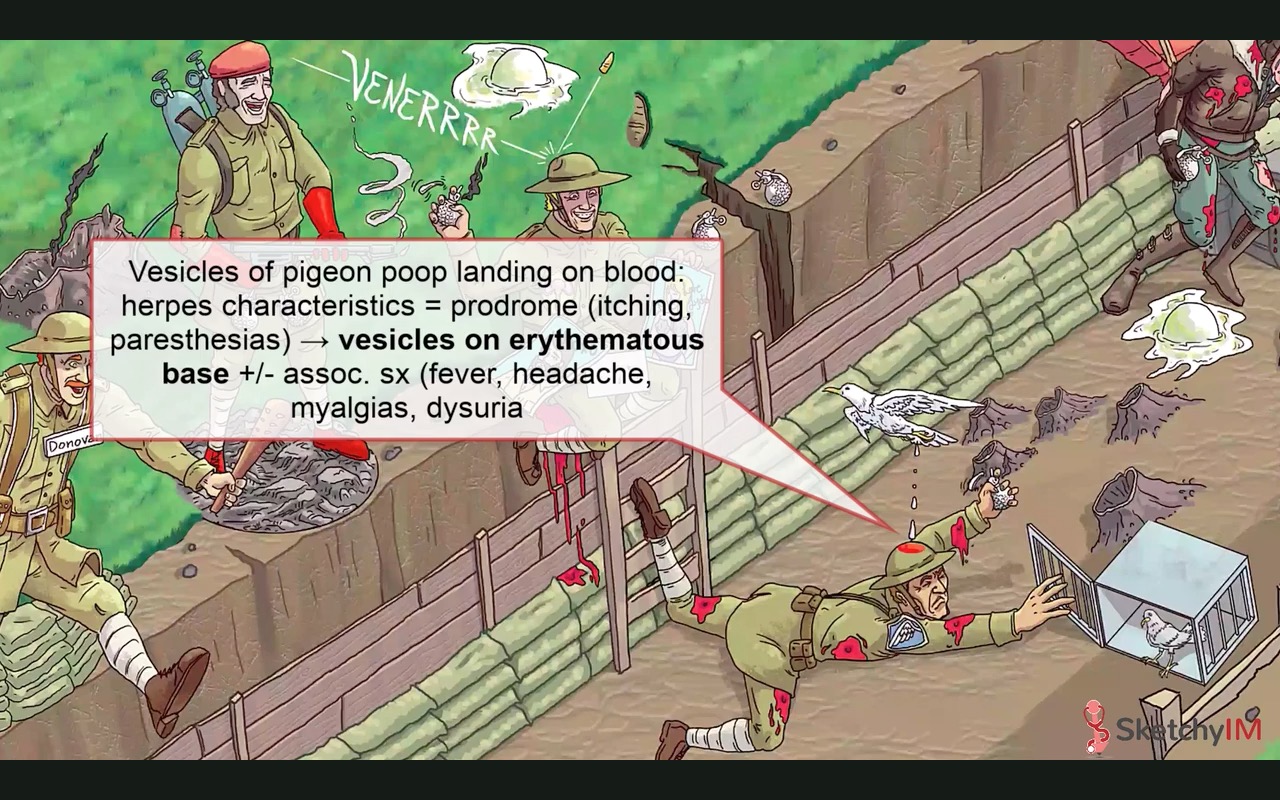 VENERRRR
Vesicles of pigeon poop landing on blood:
herpes characteristics = prodrome (itching,
paresthesias) → vesicles on erythematous
base +/- assoc. sx (fever, headache,
myalgias, dysuria
Donova
SketchyIM